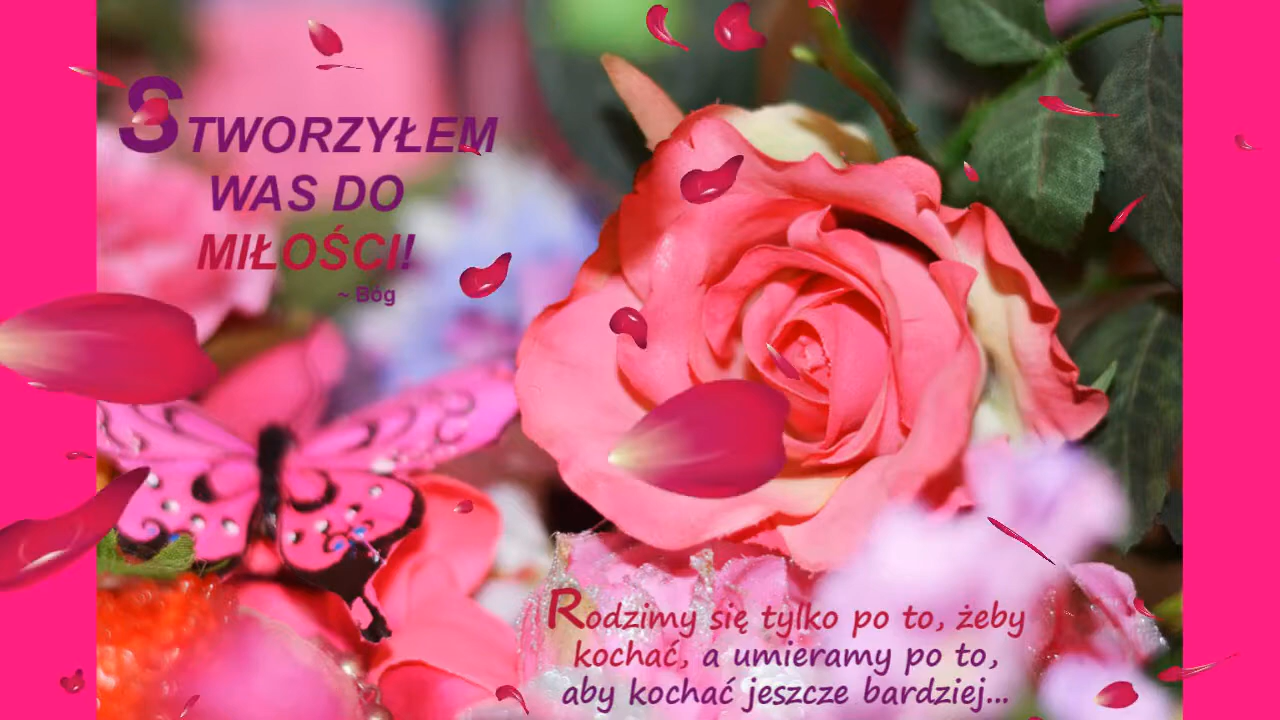 STWORZYŁEM
WAS DO
MIŁOŚCI!
~ Bóg
Rodzimy się tylko po to, żeby
kochać, a umieramy po to,
aby kochać jeszcze bardziej...